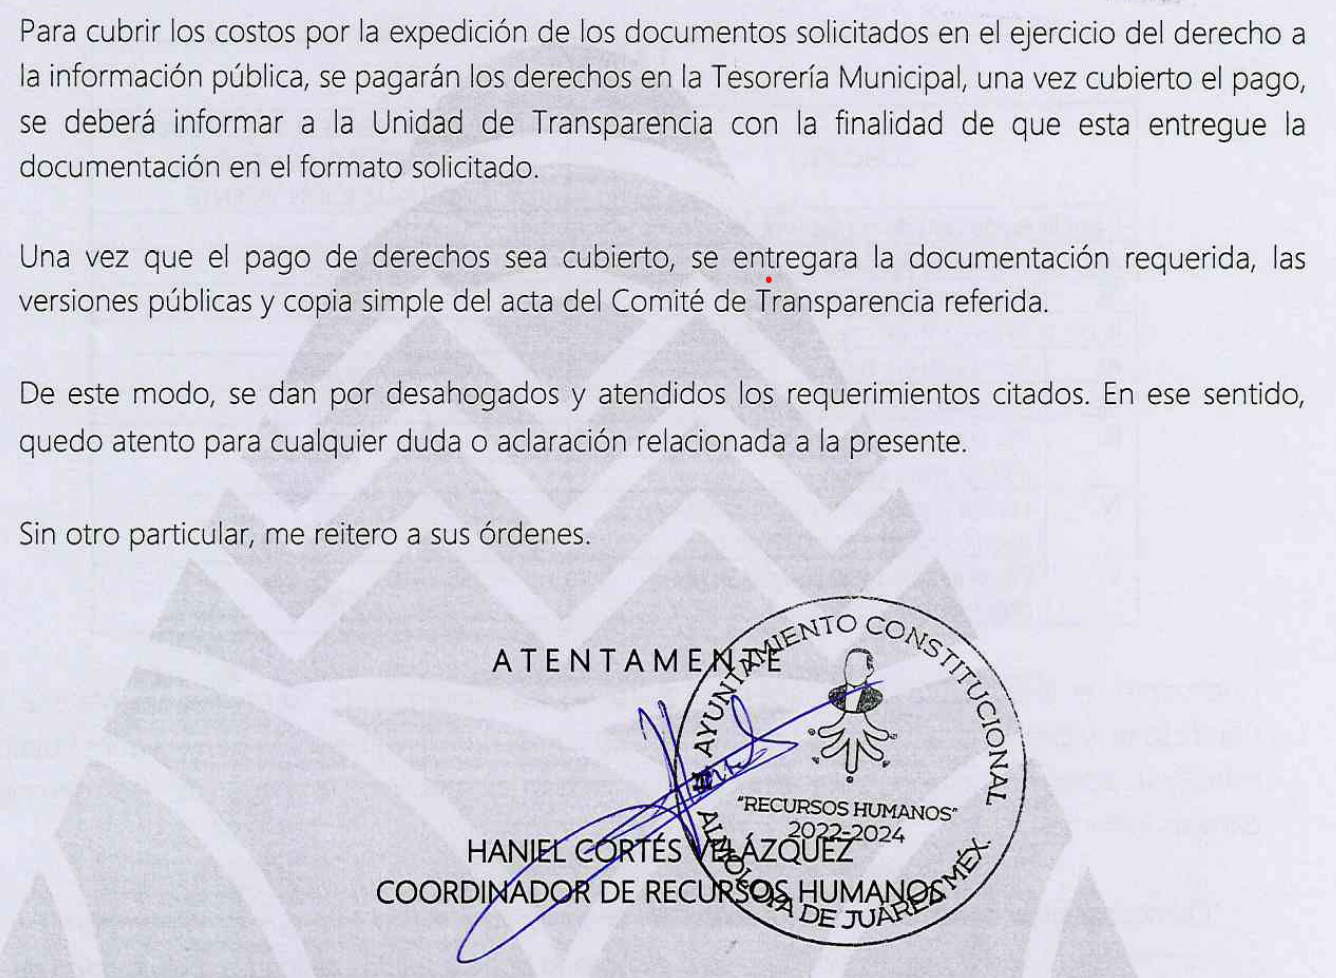 Para cubrir los costos por la expedición de los documentos solicitados en el ejercicio del derecho a
la información pública, se pagarán los derechos en la Tesorería Municipal, una vez cubierto el pago,
se deberá informar a la Unidad de Transparencia con la finalidad de que esta entregue la
documentación en el formato solicitado.
Una vez que el pago de derechos sea cubierto, se entregara la documentación requerida, las
versiones públicas y copia simple del acta del Comité de Transparencia referida.
De este modo, se dan por desahogados y atendidos los requerimientos citados. En ese sentido,
quedo atento para cualquier duda o aclaración relacionada a la presente.
Sin otro particular, me reitero a sus órdenes.
ATENTAMENTE
H AYUNTAMIENTO CONSTITUCIONAL
"RECURSOS HUMANOS"
2022-2024
ALMOLOYA DE JUÁREZ MÉX.
HANIEL CORTÉS VELÁZQUEZ
COORDINADOR DE RECURSOS HUMANOS